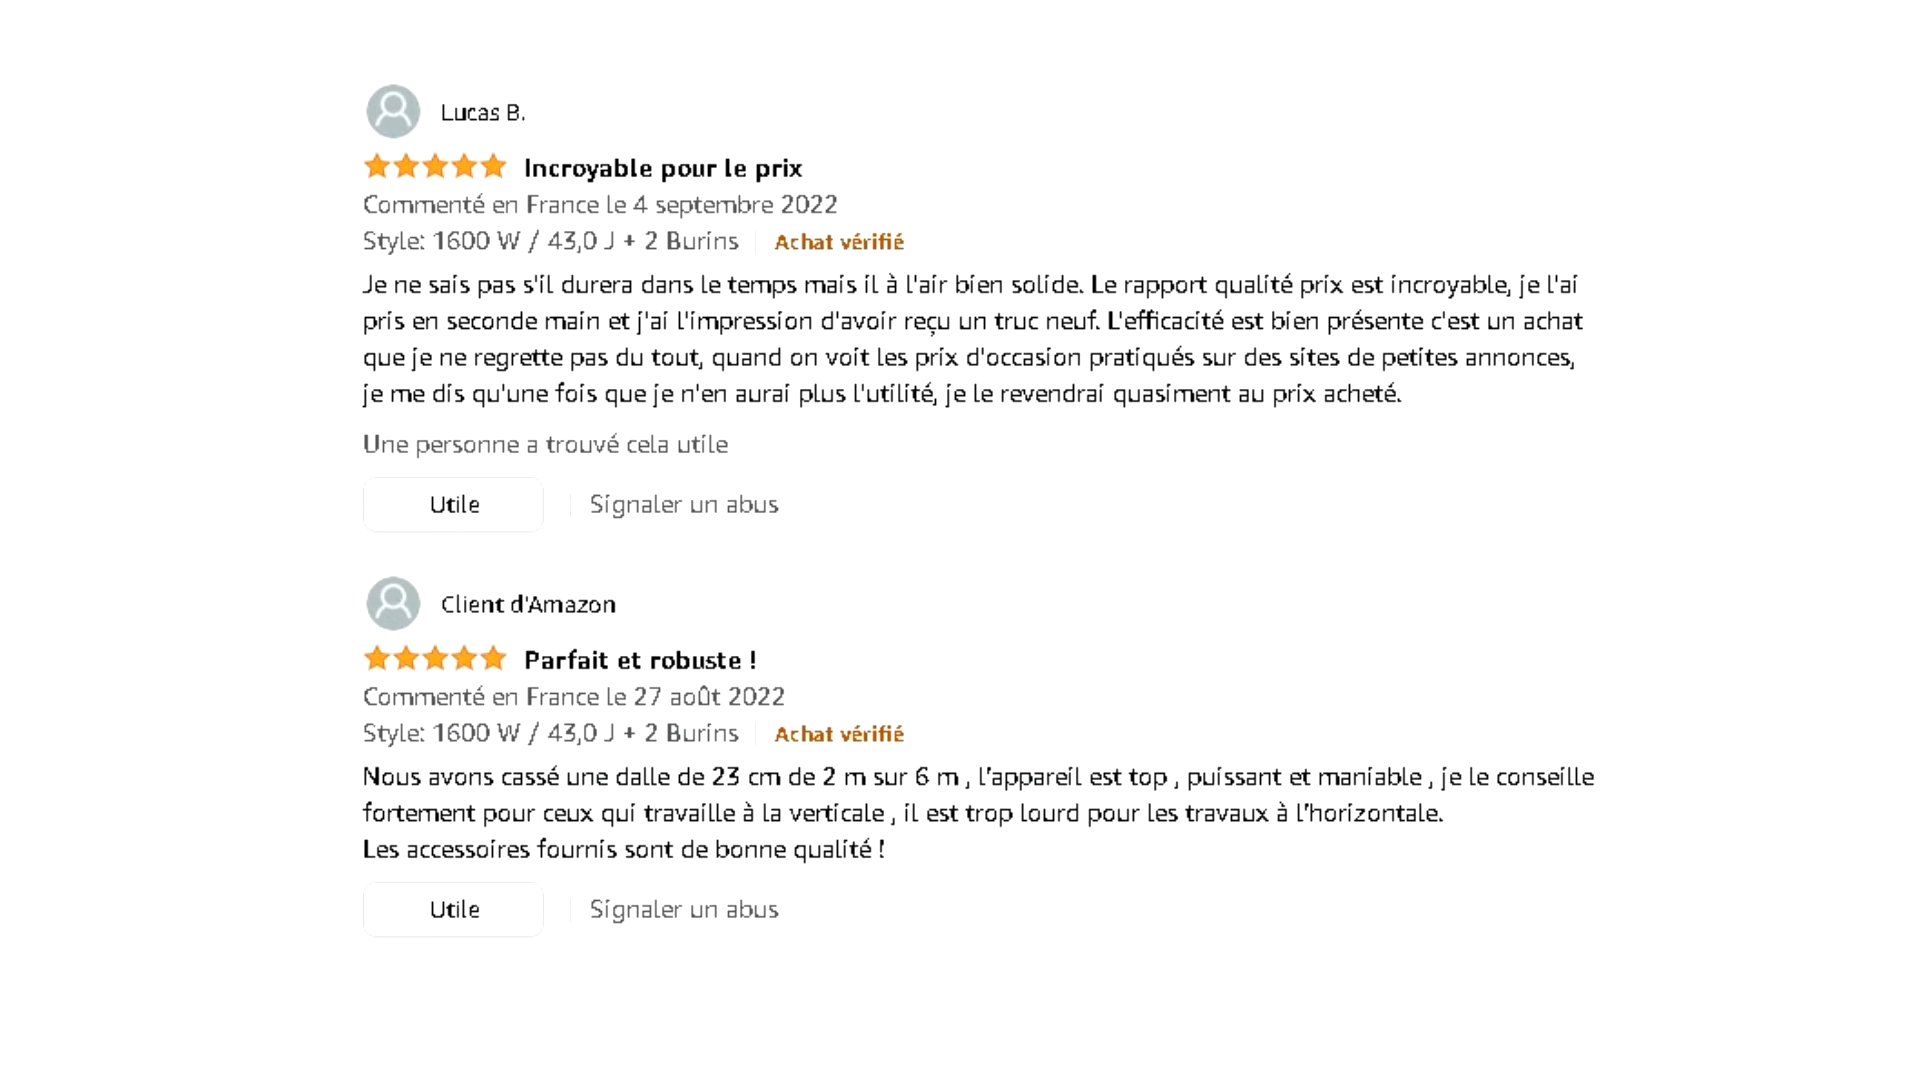 Lucas B.
Incroyable pour le prix
Commenté en France le 4 septembre 2022
Style: 1600 W / 43,0 J + 2 Burins Achat vérifié
Je ne sais pas s'il durera dans le temps mais il à l'air bien solide. Le rapport qualité prix est incroyable, je l'ai
pris en seconde main et j'ai l'impression d'avoir reçu un truc neuf. L'efficacité est bien présente c'est un achat
que je ne regrette pas du tout, quand on voit les prix d'occasion pratiqués sur des sites de petites annonces,
je me dis qu'une fois que je n'en aurai plus l'utilité, je le revendrai quasiment au prix acheté.
Une personne a trouvé cela utile
Utile Signaler un abus
Client d'Amazon
Parfait et robuste !
Commenté en France le 27 août 2022
Style: 1600 W / 43,0 J + 2 Burins Achat vérifié
Nous avons cassé une dalle de 23 cm de 2 m sur 6 m , l'appareil est top , puissant et maniable , je le conseille
fortement pour ceux qui travaille à la verticale , il est trop lourd pour les travaux à l'horizontale.
Les accessoires fournis sont de bonne qualité !
Utile Signaler un abus